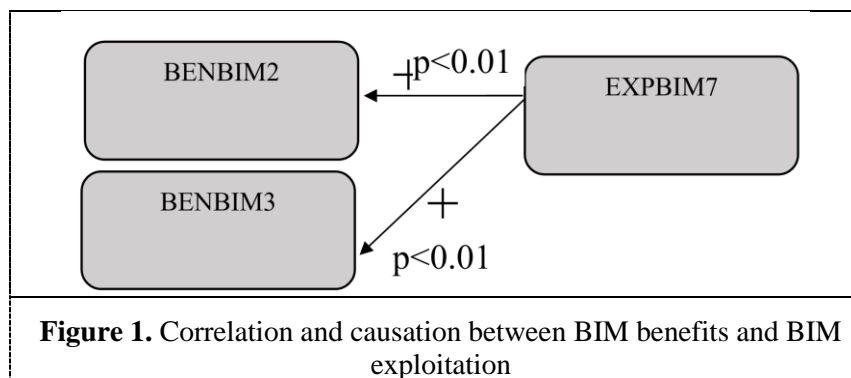 BENBIM2
+
p<0.01
EXPBIM7
BENBIM3
+
p<0.01
Figure 1. Correlation and causation between BIM benefits and BIM
exploitation